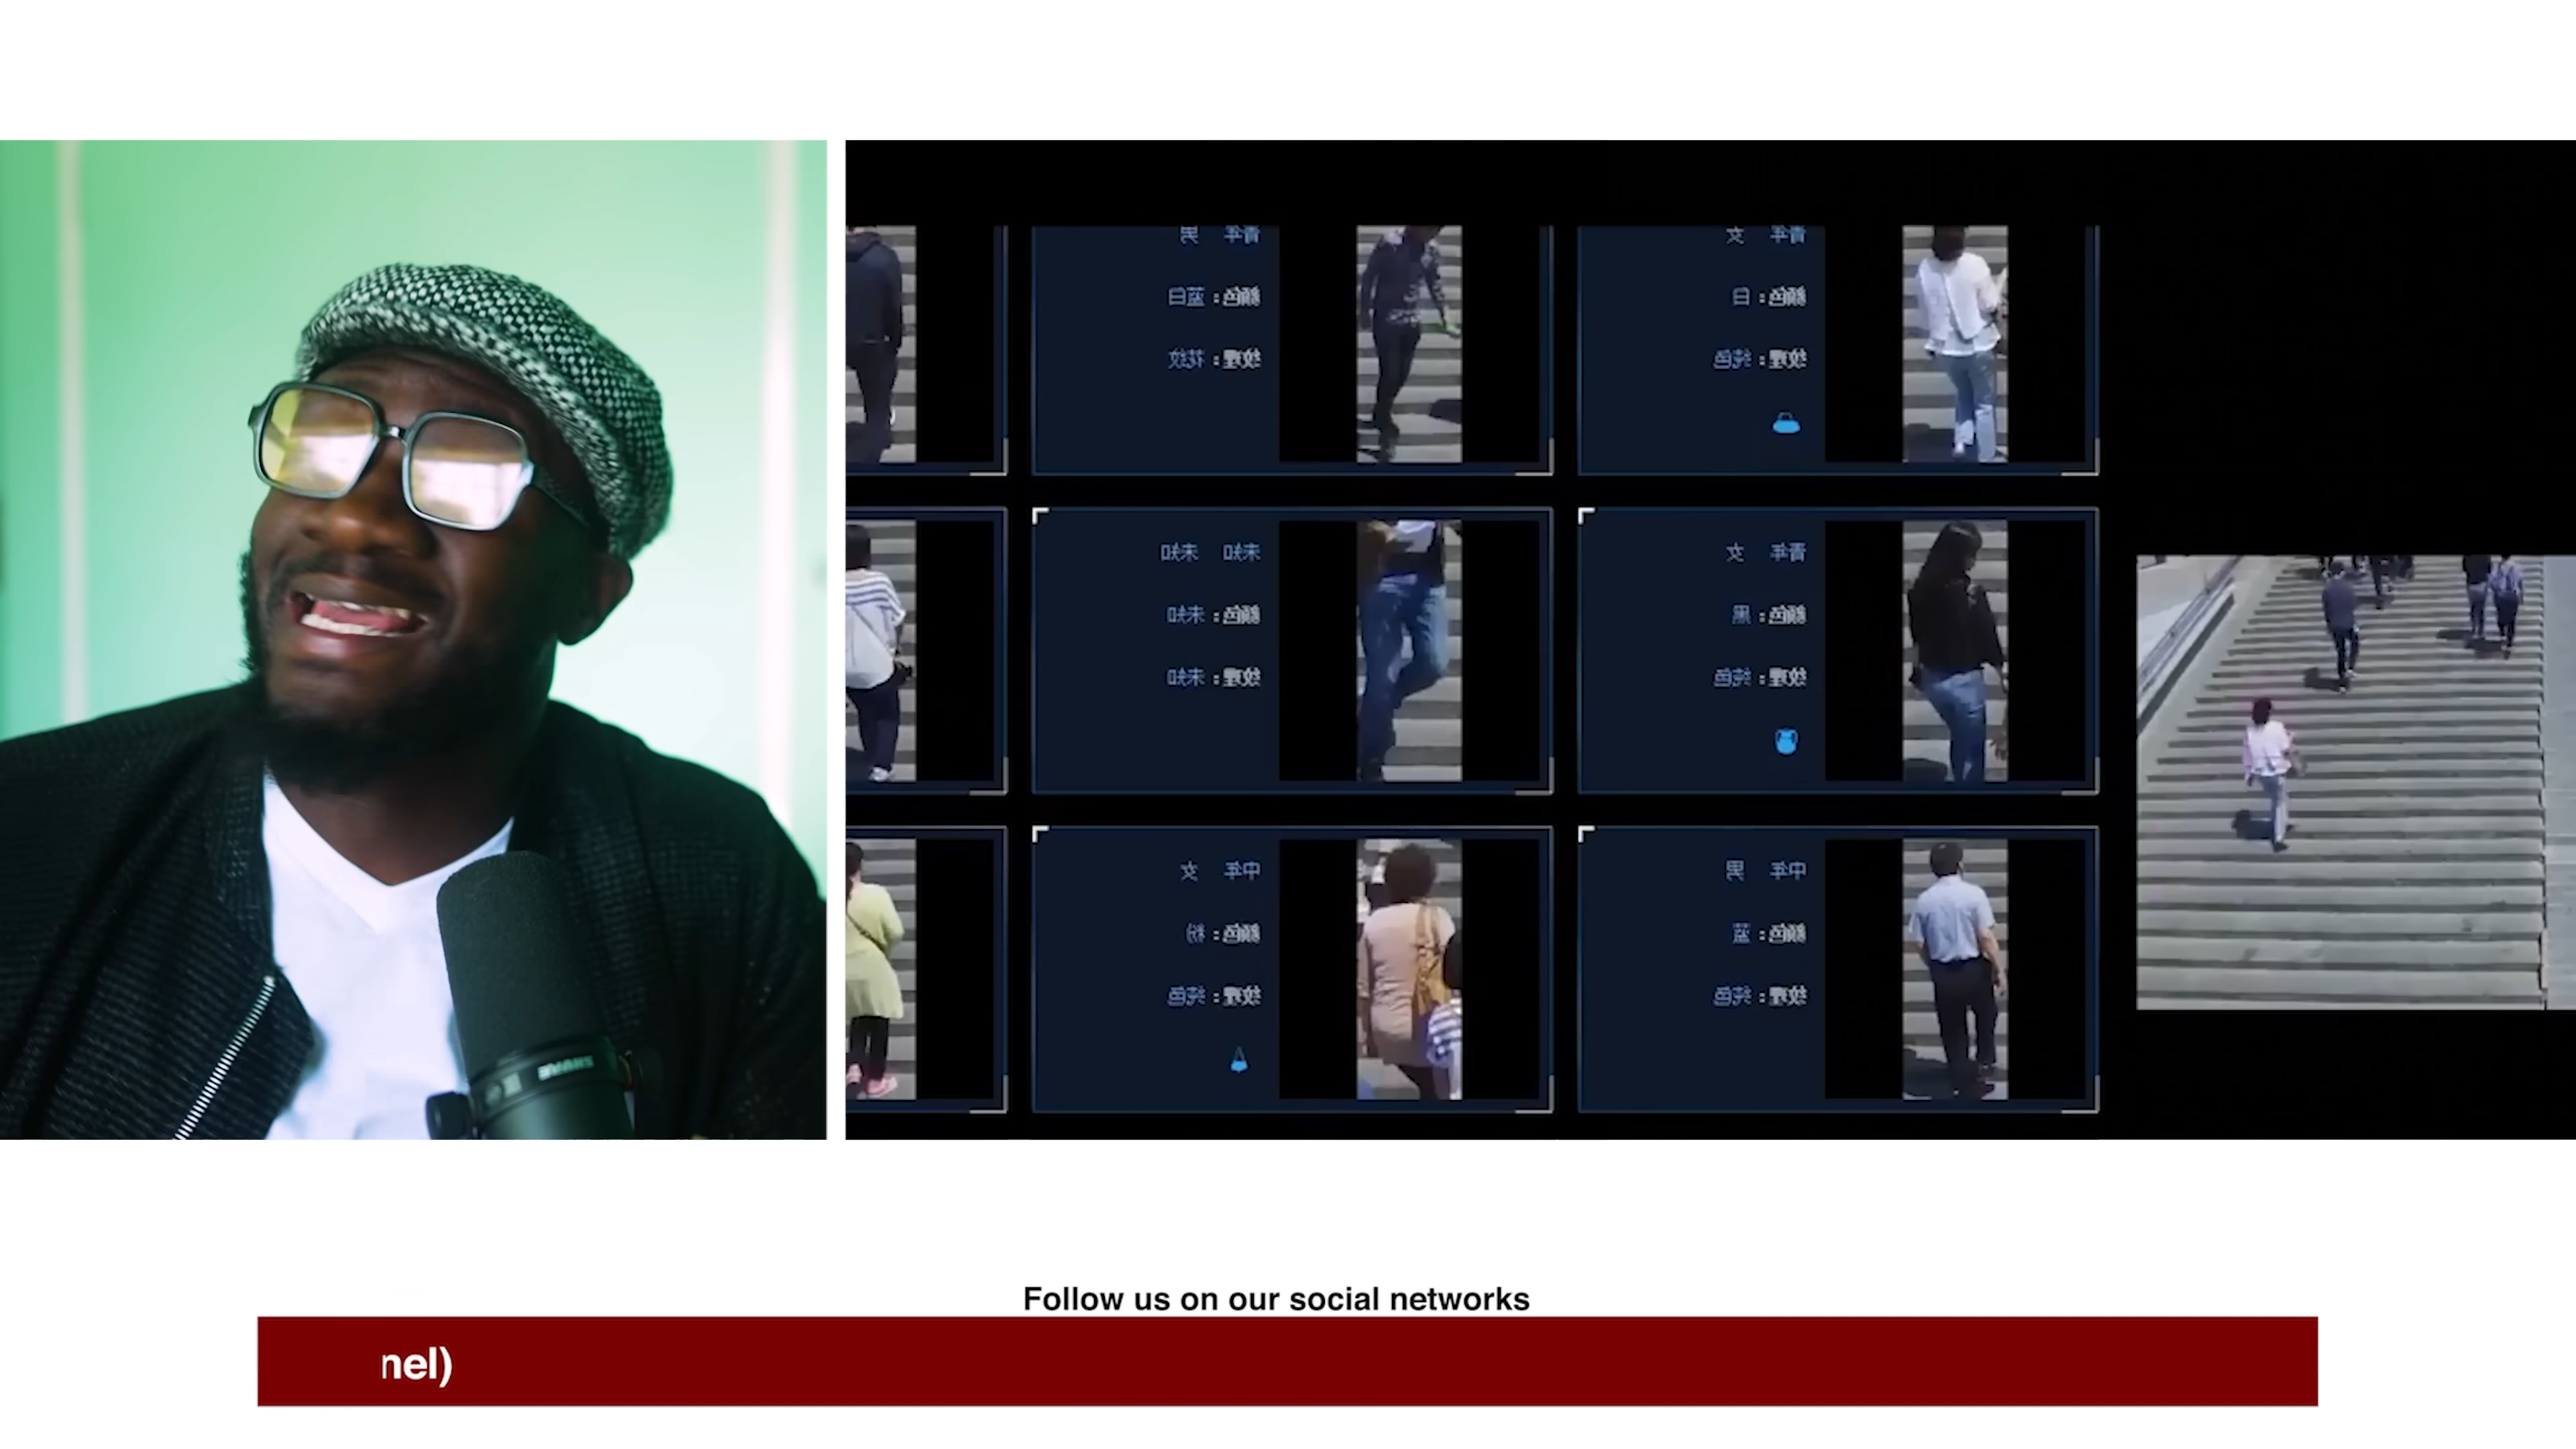 青年 男
颜色：蓝白
纹理：花纹
青年 女
颜色：白
纹理：纯色
未知 未知
颜色：未知
纹理：未知
青年 女
颜色：黑
纹理：纯色
中年 女
颜色：粉
纹理：纯色
中年 男
颜色：蓝
纹理：纯色
SHURE
Follow us on our social networks
nel)